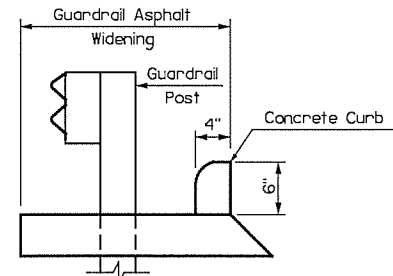 Guardrail Asphalt
Widening
Guardrail
Post
4"
Concrete Curb
6"